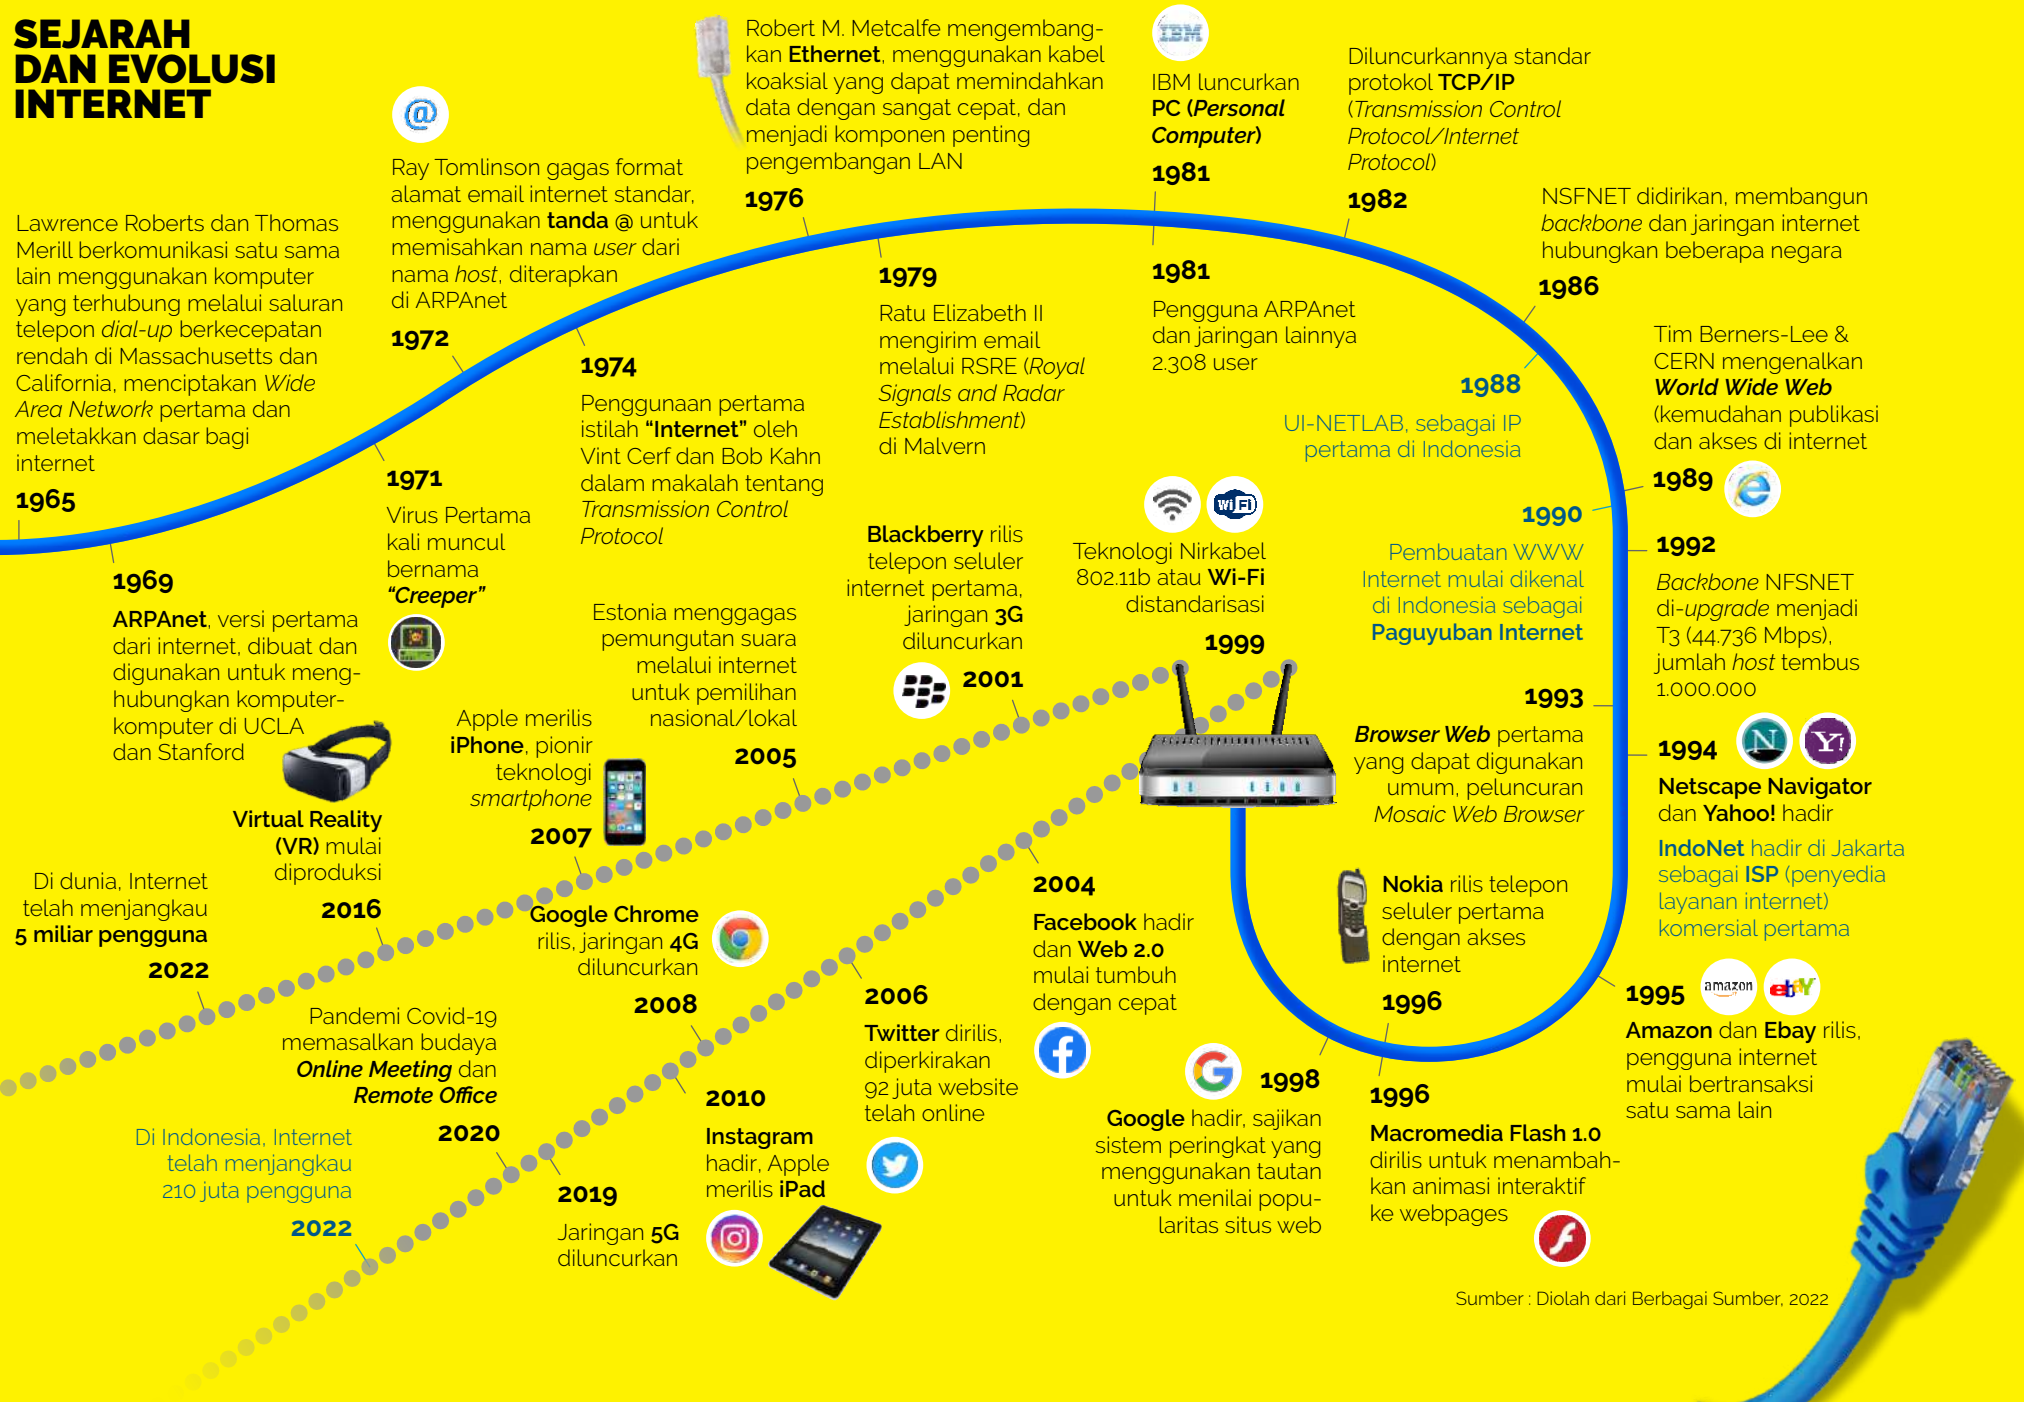 SEJARAH
DAN EVOLUSI
INTERNET
Lawrence Roberts dan Thomas
Merill berkomunikasi satu sama
lain menggunakan komputer
yang terhubung melalui saluran
telepon dial-up berkecepatan
rendah di Massachusetts dan
California, menciptakan Wide
Area Network pertama dan
meletakkan dasar bagi
internet
1965
1969
ARPAnet, versi pertama
dari internet, dibuat dan
digunakan untuk meng-
hubungkan komputer-
komputer di UCLA
dan Stanford
1971
Virus Pertama
kali muncul
bernama
“Creeper”
@
Ray Tomlinson gagas format
alamat email internet standar,
menggunakan tanda @ untuk
memisahkan nama user dari
nama host, diterapkan
di ARPAnet
1972
1974
Penggunaan pertama
istilah “Internet” oleh
Vint Cerf dan Bob Kahn
dalam makalah tentang
Transmission Control
Protocol
Robert M. Metcalfe mengembang-
kan Ethernet, menggunakan kabel
koaksial yang dapat memindahkan
data dengan sangat cepat, dan
menjadi komponen penting
pengembangan LAN
1976
1979
Ratu Elizabeth II
mengirim email
melalui RSRE (Royal
Signals and Radar
Establishment)
di Malvern
IBM
IBM luncurkan
PC (Personal
Computer)
1981
1981
Pengguna ARPAnet
dan jaringan lainnya
2.308 user
Diluncurkannya standar
protokol TCP/IP
(Transmission Control
Protocol/Internet
Protocol)
1982
NSFNET didirikan, membangun
backbone dan jaringan internet
hubungkan beberapa negara
1986
1988
UI-NETLAB, sebagai IP
pertama di Indonesia
Tim Berners-Lee &
CERN mengenalkan
World Wide Web
(kemudahan publikasi
dan akses di internet
1989
1990
Pembuatan WWW
Internet mulai dikenal
di Indonesia sebagai
Paguyuban Internet
1992
Backbone NFSNET
di-upgrade menjadi
T3 (44.736 Mbps),
jumlah host tembus
1.000.000
1993
Browser Web pertama
yang dapat digunakan
umum, peluncuran
Mosaic Web Browser
1994
N
Y!
Netscape Navigator
dan Yahoo! hadir
IndoNet hadir di Jakarta
sebagai ISP (penyedia
layanan internet)
komersial pertama
1995
amazon
ebY
Amazon dan Ebay rilis,
pengguna internet
mulai bertransaksi
satu sama lain
Nokia rilis telepon
seluler pertama
dengan akses
internet
1996
1996
Macromedia Flash 1.0
dirilis untuk menambah-
kan animasi interaktif
ke webpages
1998
Google hadir, sajikan
sistem peringkat yang
menggunakan tautan
untuk menilai popu-
laritas situs web
Wi Fi
Teknologi Nirkabel
802.11b atau Wi-Fi
distandarisasi
1999
Blackberry rilis
telepon seluler
internet pertama,
jaringan 3G
diluncurkan
2001
2004
Facebook hadir
dan Web 2.0
mulai tumbuh
dengan cepat
Estonia menggagas
pemungutan suara
melalui internet
untuk pemilihan
nasional/lokal
2005
2006
Twitter dirilis,
diperkirakan
92 juta website
telah online
Apple merilis
iPhone, pionir
teknologi
smartphone
2007
Google Chrome
rilis, jaringan 4G
diluncurkan
2008
2010
Instagram
hadir, Apple
merilis iPad
Virtual Reality
(VR) mulai
diproduksi
2016
2019
Jaringan 5G
diluncurkan
Pandemi Covid-19
memasalkan budaya
Online Meeting dan
Remote Office
2020
Di dunia, Internet
telah menjangkau
5 miliar pengguna
2022
Di Indonesia, Internet
telah menjangkau
210 juta pengguna
2022
Sumber : Diolah dari Berbagai Sumber, 2022